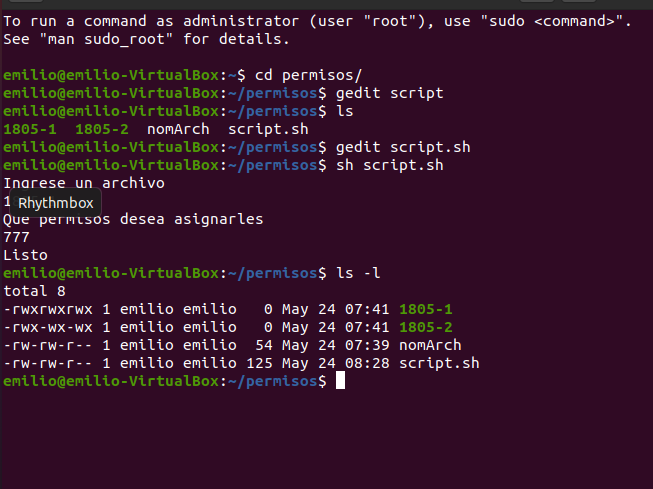 To run a command as administrator (user "root"), use "sudo <command>".
See "man sudo_root" for details.
emilio@emilio-VirtualBox:~$ cd permisos/
emilio@emilio-VirtualBox:~/permisos$ gedit script
emilio@emilio-VirtualBox:~/permisos$ ls
1805-1  1805-2  nomArch  script.sh
emilio@emilio-VirtualBox:~/permisos$ gedit script.sh
emilio@emilio-VirtualBox:~/permisos$ sh script.sh
Ingrese un archivo
1
Rhythmbox
Que permisos desea asignarles
777
Listo
emilio@emilio-VirtualBox:~/permisos$ ls -l
total 8
-rwxrwxrwx 1 emilio emilio   0 May 24 07:41 1805-1
-rwx-wx-wx 1 emilio emilio   0 May 24 07:41 1805-2
-rw-rw-r-- 1 emilio emilio  54 May 24 07:39 nomArch
-rw-rw-r-- 1 emilio emilio 125 May 24 08:28 script.sh
emilio@emilio-VirtualBox:~/permisos$